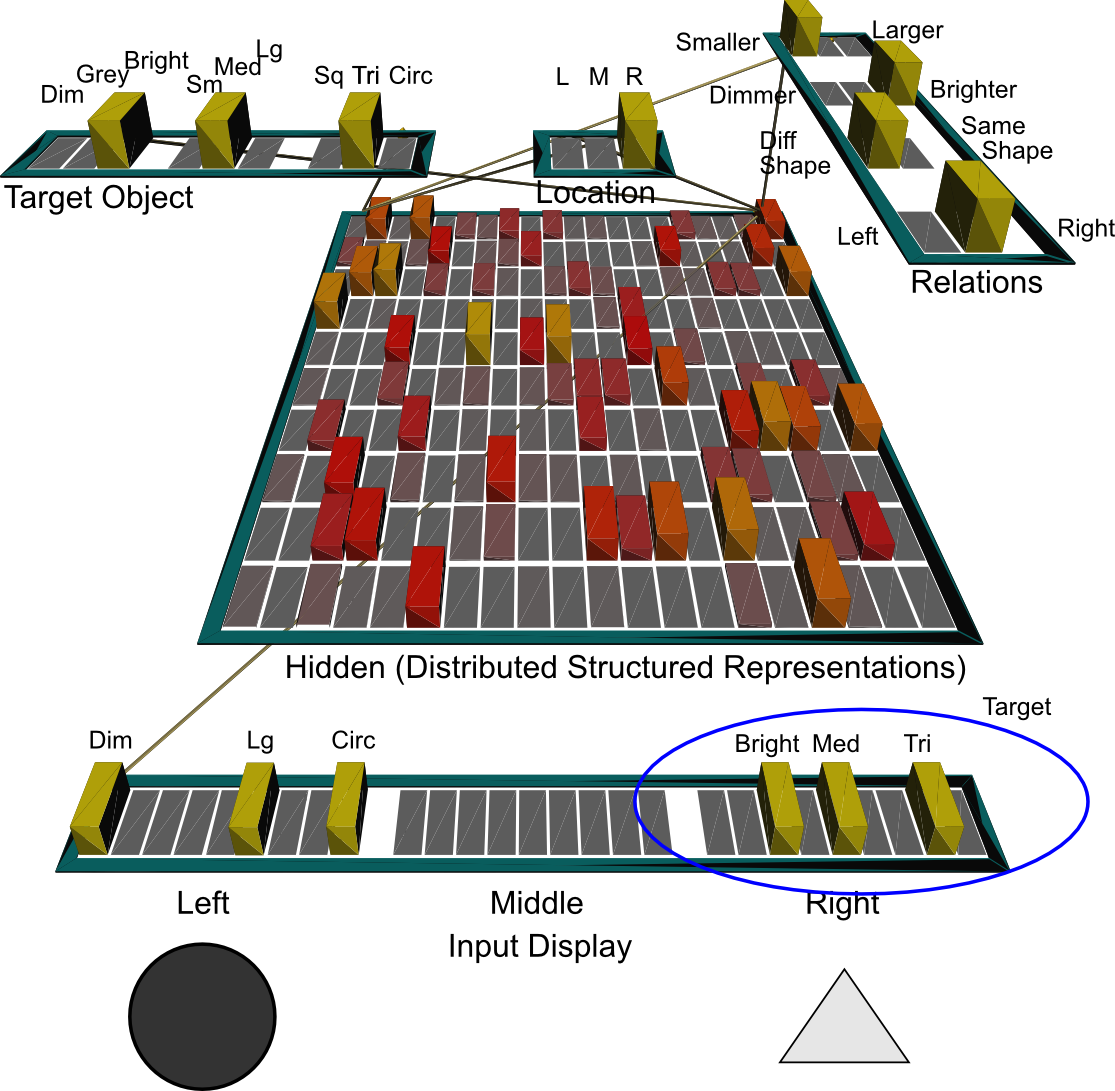 Dim Grey Bright Sm Med Lg Sq Tri Circ
Target Object
L M R
Location
Smaller Larger
Dimmer Brighter
Diff Shape
Same Shape
Left Right
Relations
Hidden (Distributed Structured Representations)
Target
Dim Lg Circ Bright Med Tri
Left Middle Right
Input Display